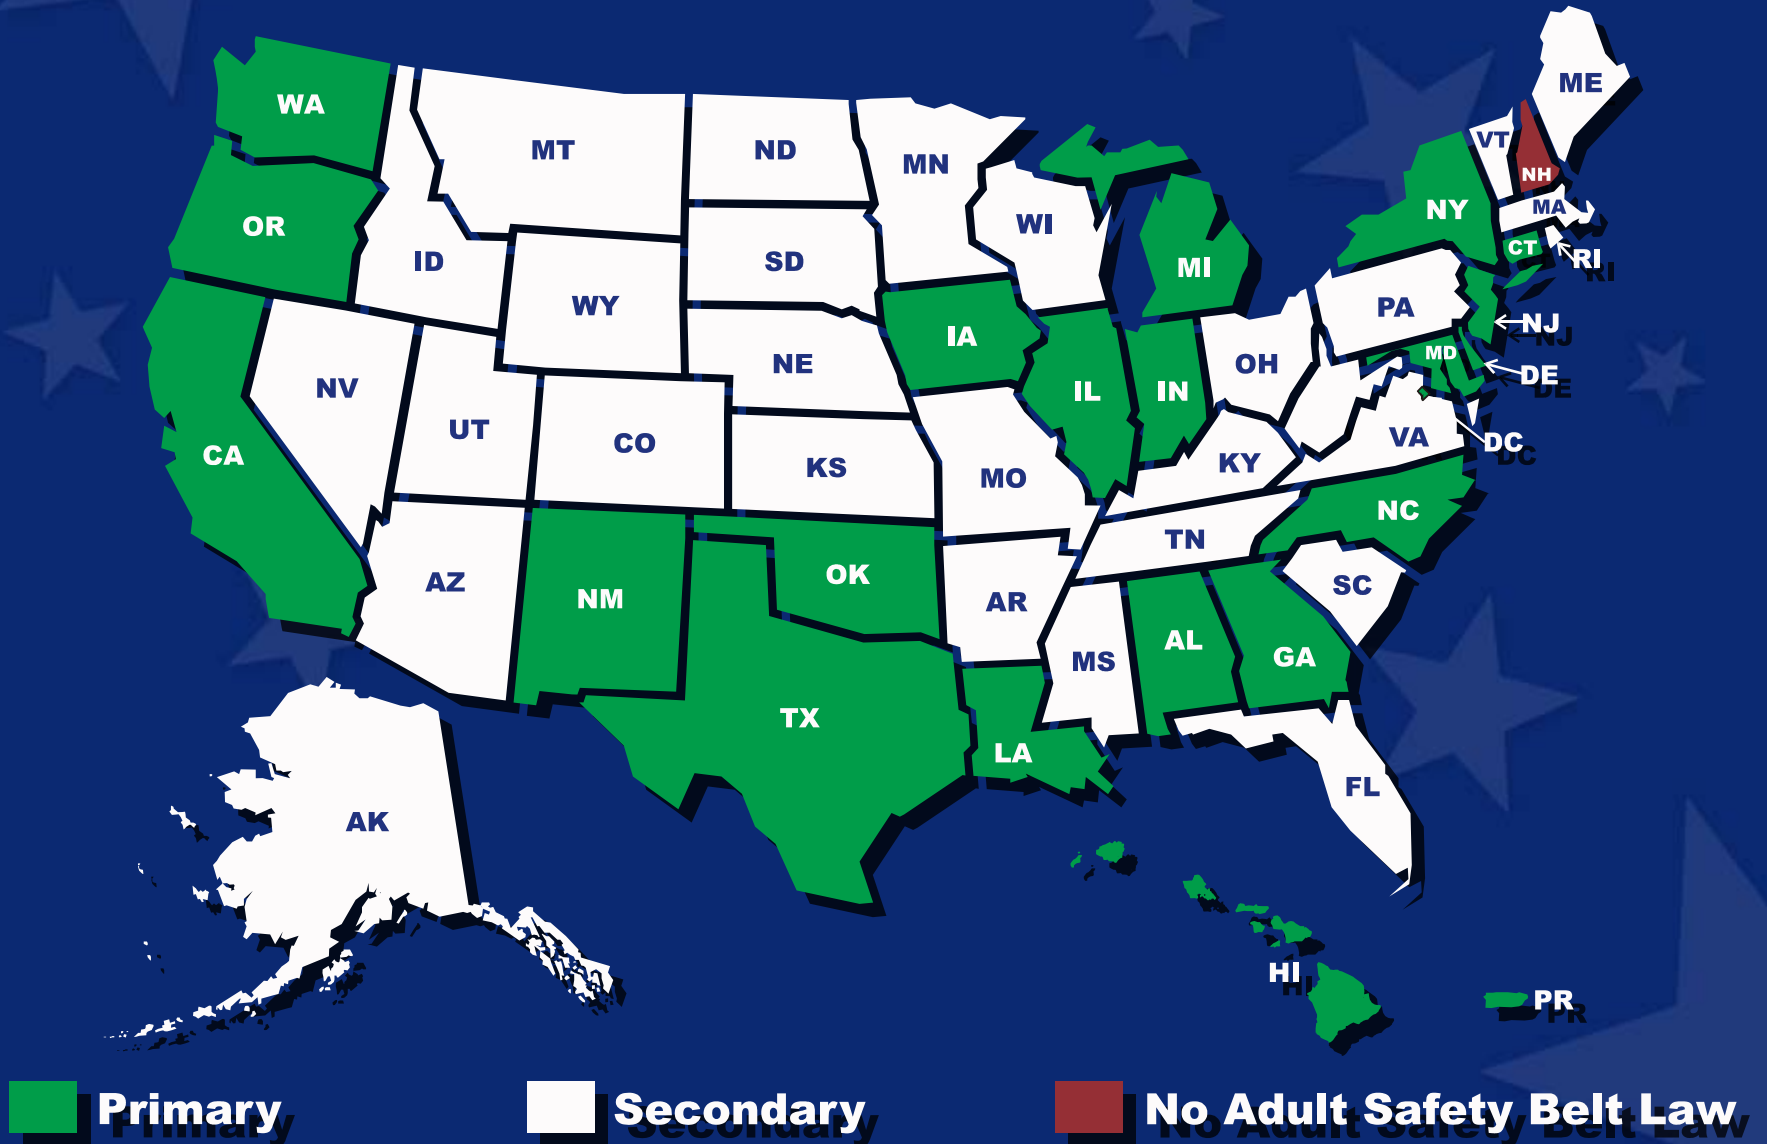 WA
MT
ND
MN
ME
VT
NH
OR
ID
SD
WI
NY
MA
CT
RI
WY
MI
PA
NJ
IA
NE
OH
MD
DE
NV
IL
IN
UT
CO
KS
VA
DC
CA
MO
KY
NC
TN
AZ
NM
OK
AR
SC
MS
AL
GA
TX
LA
FL
AK
HI
PR
Primary
Secondary
No Adult Safety Belt Law